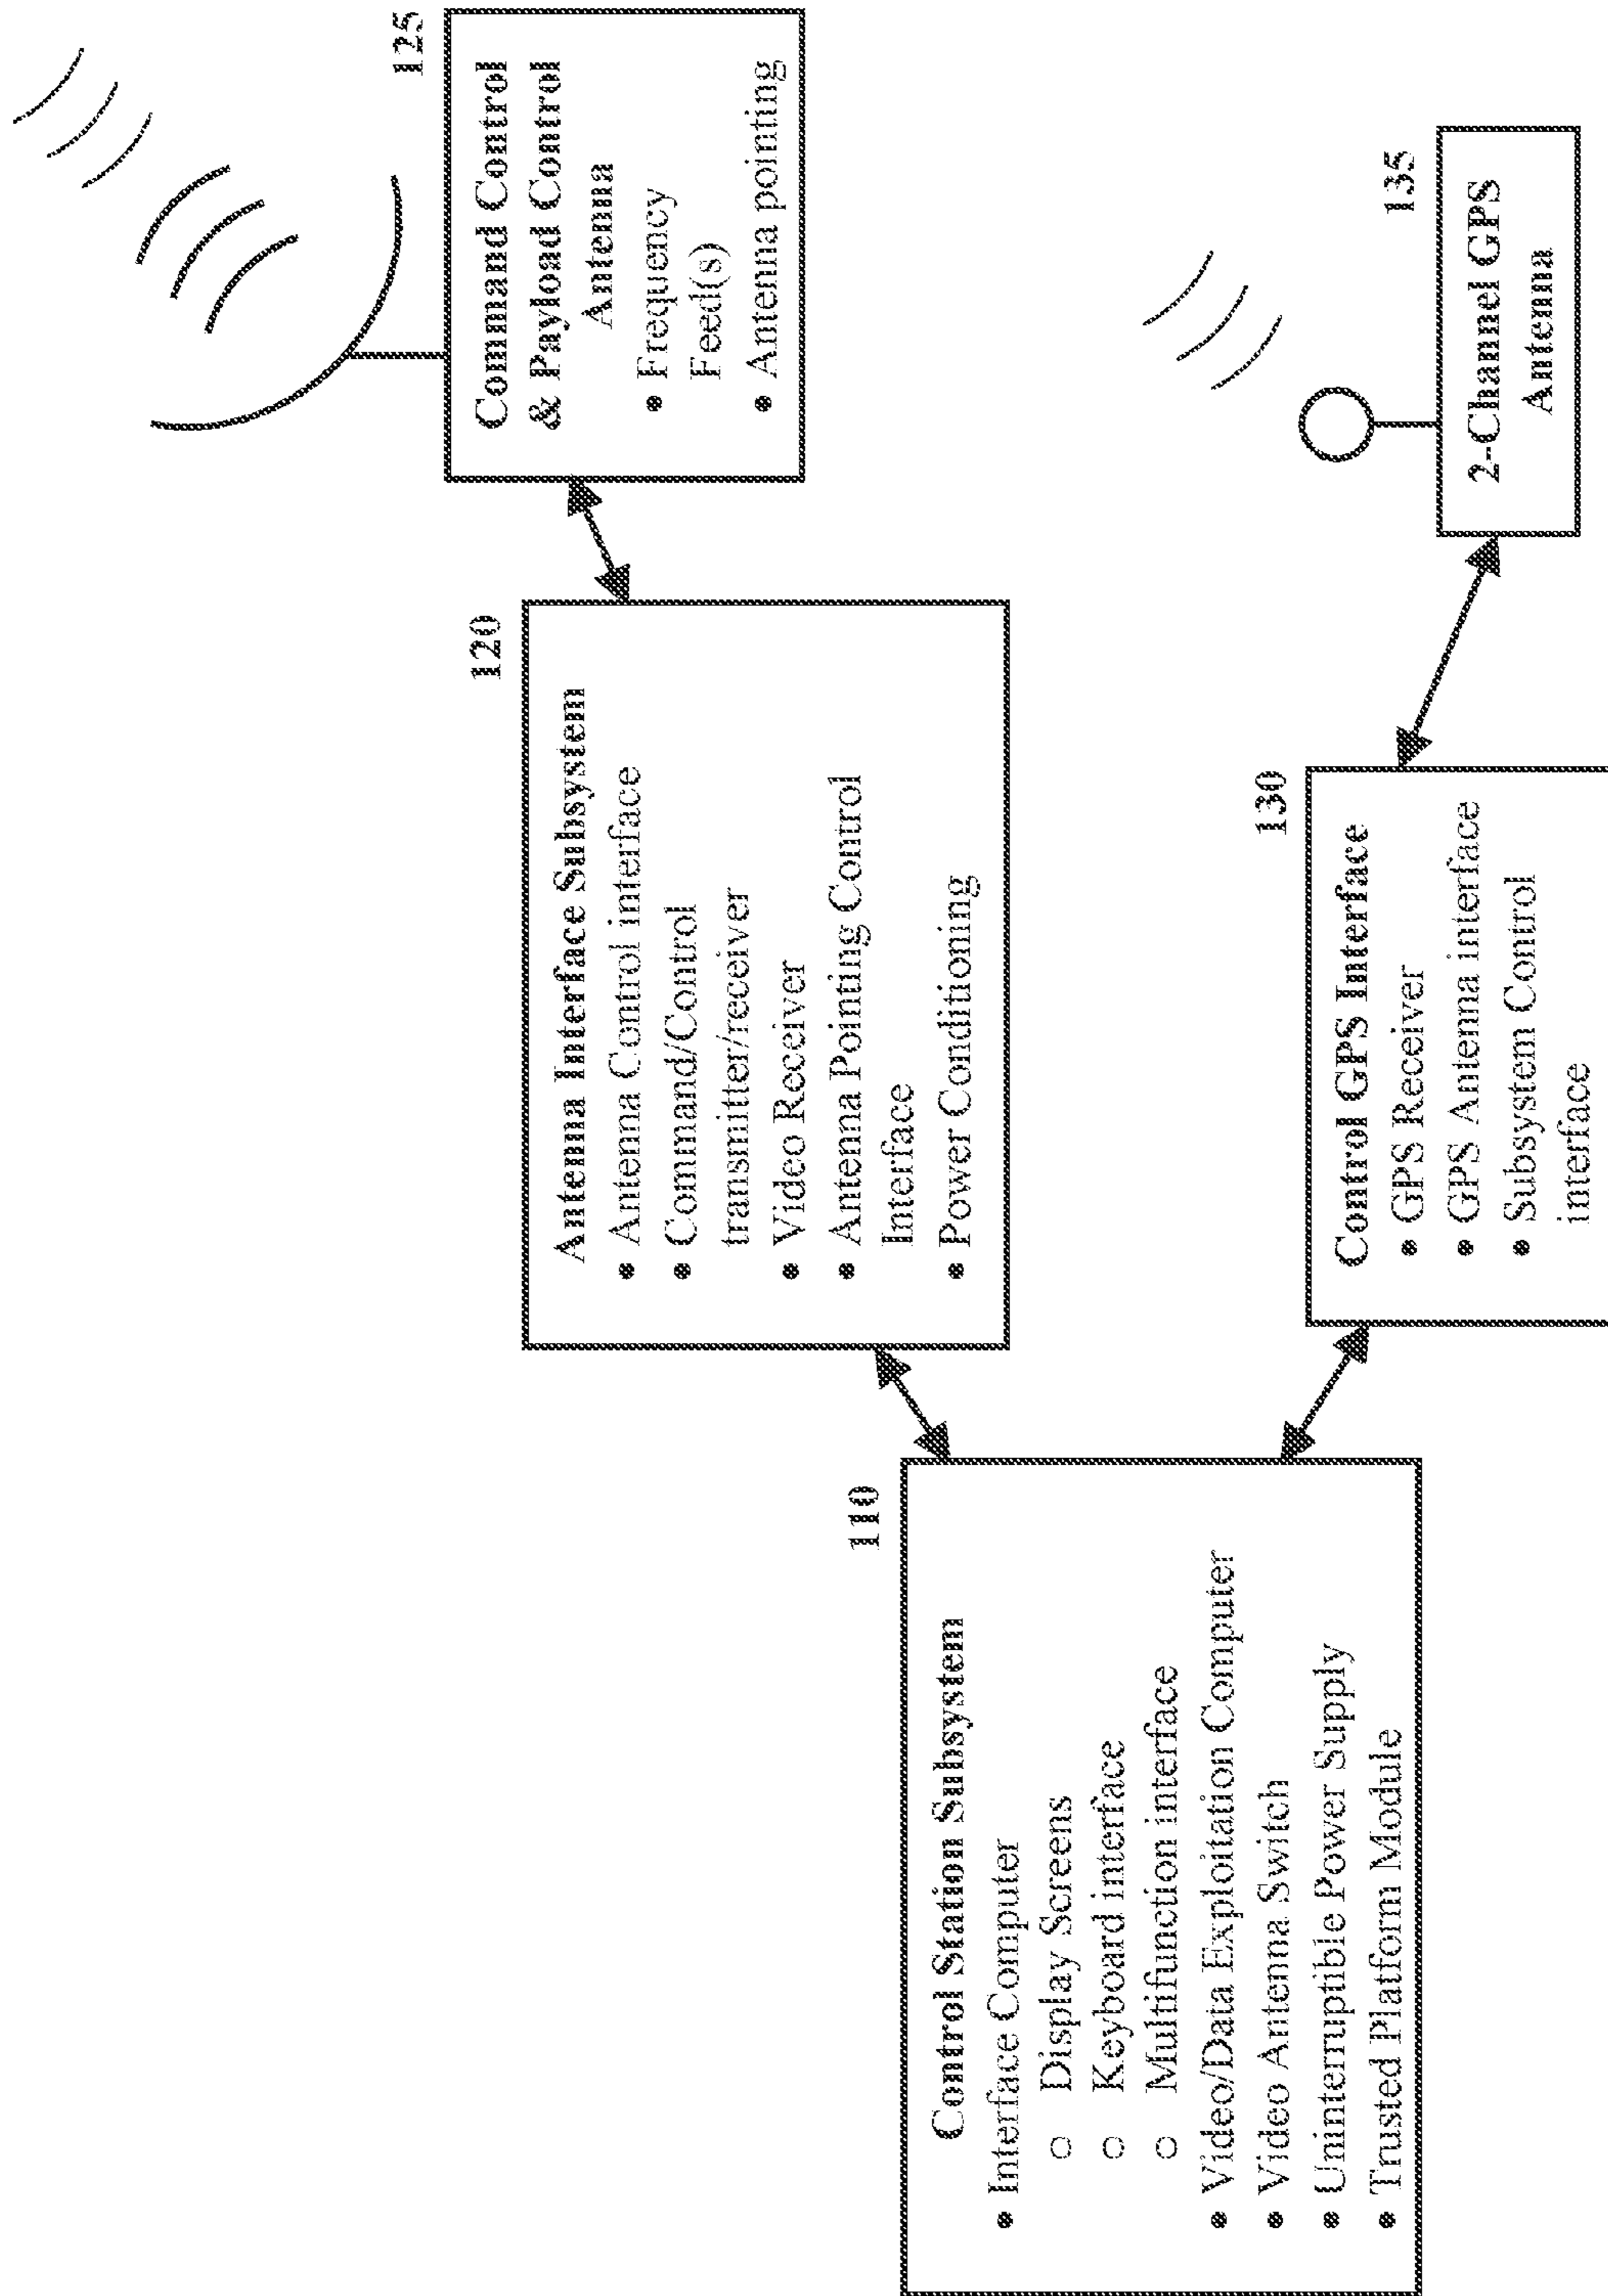 110
Control Station Subsystem
• Interface Computer
○ Display Screens
○ Keyboard interface
○ Multifunction interface
• Video/Data Exploitation Computer
• Video Antenna Switch
• Uninterruptible Power Supply
• Trusted Platform Module
120
Antenna Interface Subsystem
• Antenna Control interface
• Command/Control
transmitter/receiver
• Video Receiver
• Antenna Pointing Control
Interface
• Power Conditioning
125
Command Control
& Payload Control
Antenna
• Frequency
Feed(s)
• Antenna pointing
130
Control GPS Interface
• GPS Receiver
• GPS Antenna interface
• Subsystem Control
interface
135
2-Channel GPS
Antenna